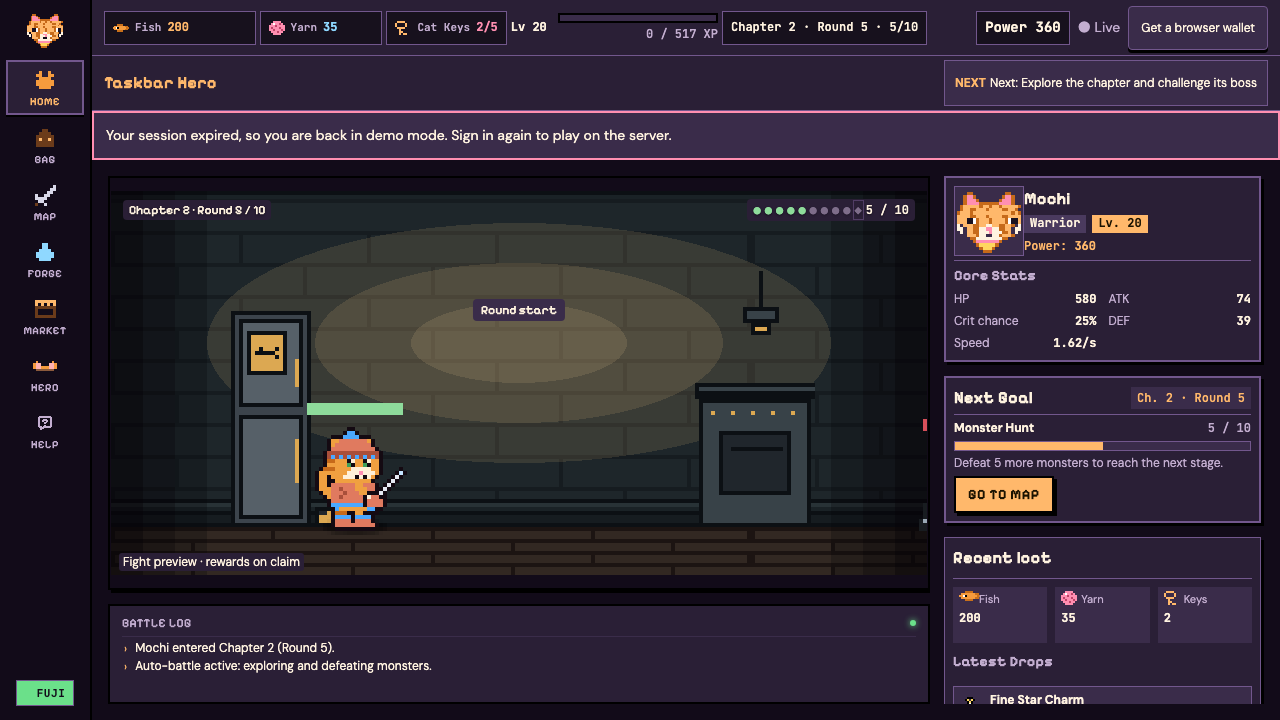 Fish 200
Yarn 35
Cat Keys 2/5
Lv 20
0 / 517 XP
Chapter 2 · Round 5 · 5/10
Power 360
Live
Get a browser wallet
HOME
BAG
MAP
FORGE
MARKET
HERO
HELP
FUJI
Taskbar Hero
NEXT Next: Explore the chapter and challenge its boss
Your session expired, so you are back in demo mode. Sign in again to play on the server.
Chapter 2 · Round 2 / 10
5 / 10
Round start
Fight preview · rewards on claim
BATTLE LOG
› Mochi entered Chapter 2 (Round 5).
› Auto-battle active: exploring and defeating monsters.
Mochi
Warrior Lv. 20
Power: 360
Core Stats
HP 580 ATK 74
Crit chance 25% DEF 39
Speed 1.62/s
Next Goal
Ch. 2 · Round 5
Monster Hunt 5 / 10
Defeat 5 more monsters to reach the next stage.
GO TO MAP
Recent loot
Fish
200
Yarn
35
Keys
2
Latest Drops
Fine Star Charm